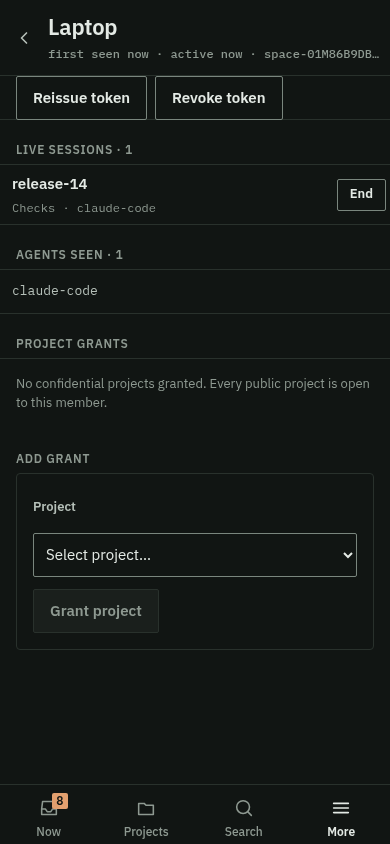 Laptop
first seen now · active now · space-01M86B9DB…
Reissue token
Revoke token
LIVE SESSIONS · 1
release-14
Checks · claude-code
End
AGENTS SEEN · 1
claude-code
PROJECT GRANTS
No confidential projects granted. Every public project is open
to this member.
ADD GRANT
Project
Select project...
Grant project
8
Now
Projects
Search
More